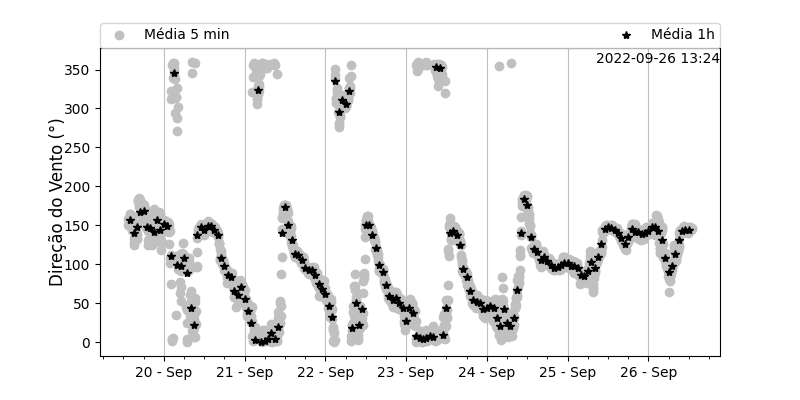 Média 5 min
Média 1h
2022-09-26 13:24
Direção do Vento (°)
350
300
250
200
150
100
50
0
20 - Sep
21 - Sep
22 - Sep
23 - Sep
24 - Sep
25 - Sep
26 - Sep